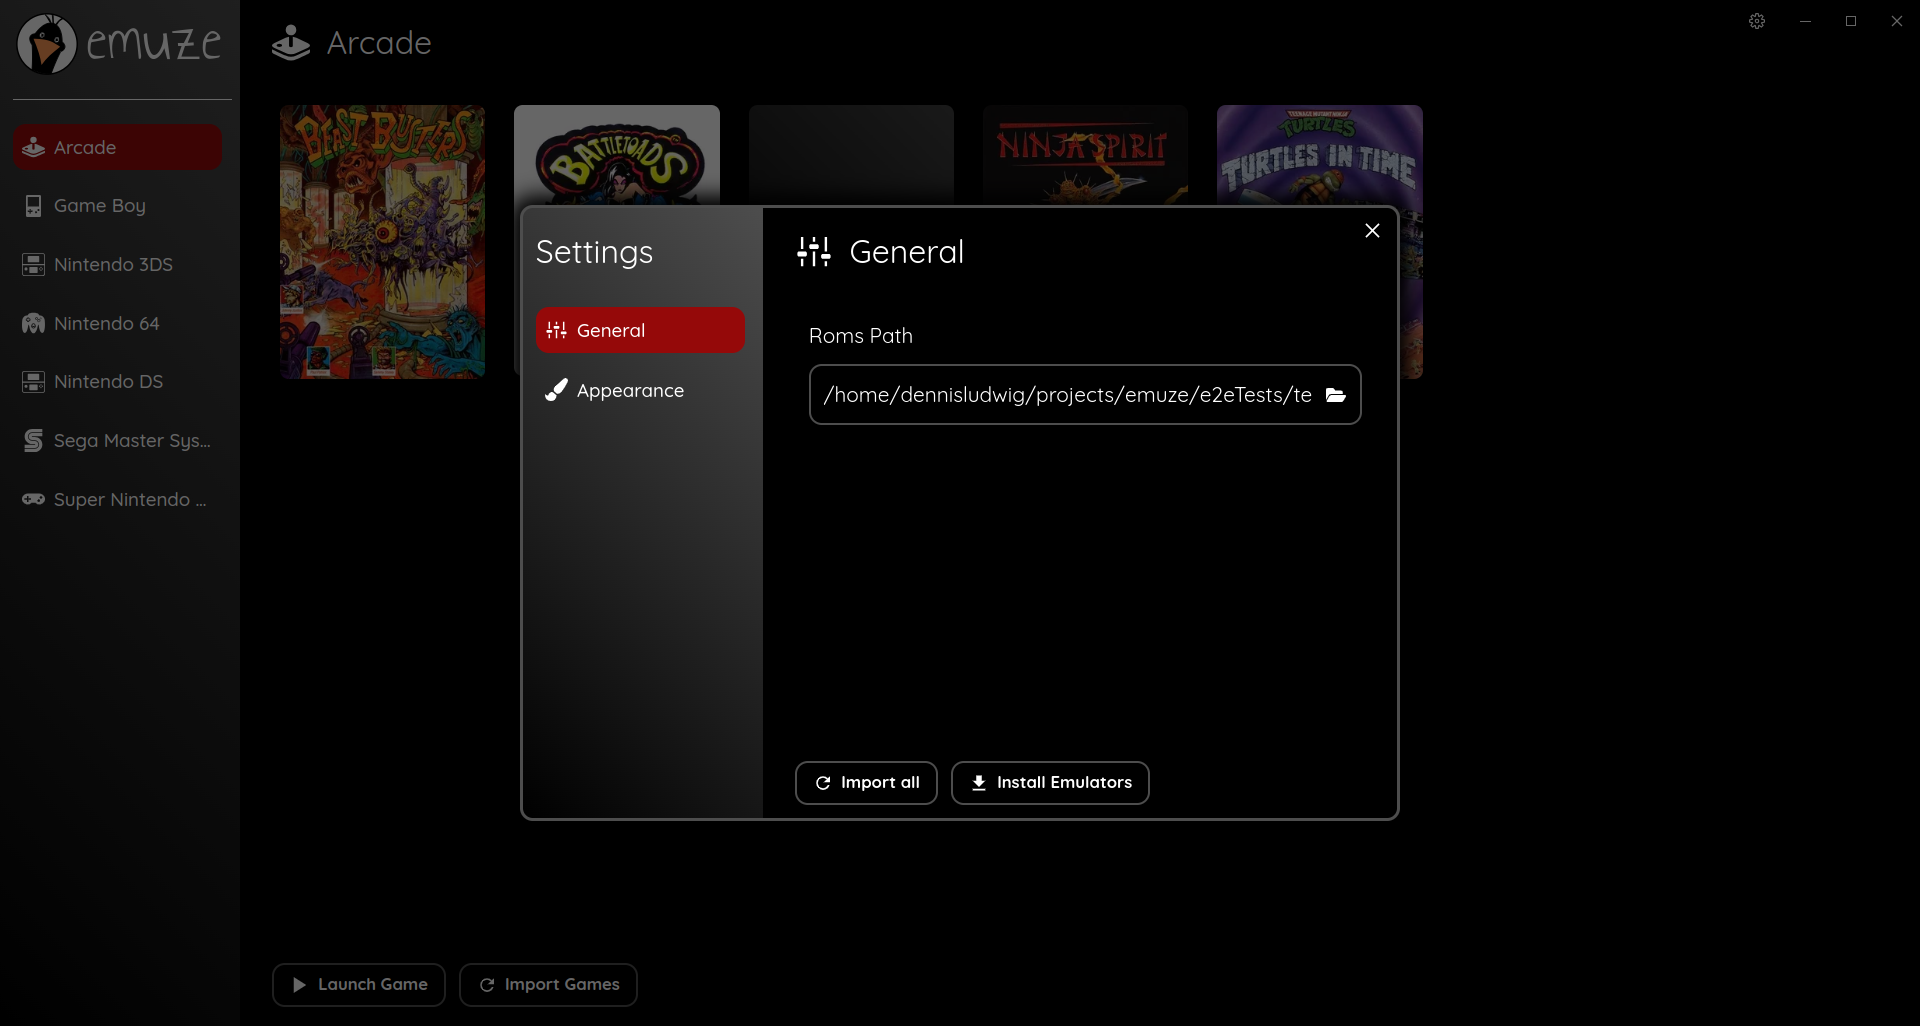 emuze
Arcade
Game Boy
Nintendo 3DS
Nintendo 64
Nintendo DS
Sega Master Sys...
Super Nintendo ...
Arcade
BEAST BUSTERS
BATTLETOADS
NINJA SPIRIT
TEENAGE MUTANT NINJA
TURTLES
TURTLES IN TIME
Settings
General
Appearance
General
Roms Path
/home/dennisludwig/projects/emuze/e2eTests/te
Import all
Install Emulators
Launch Game
Import Games